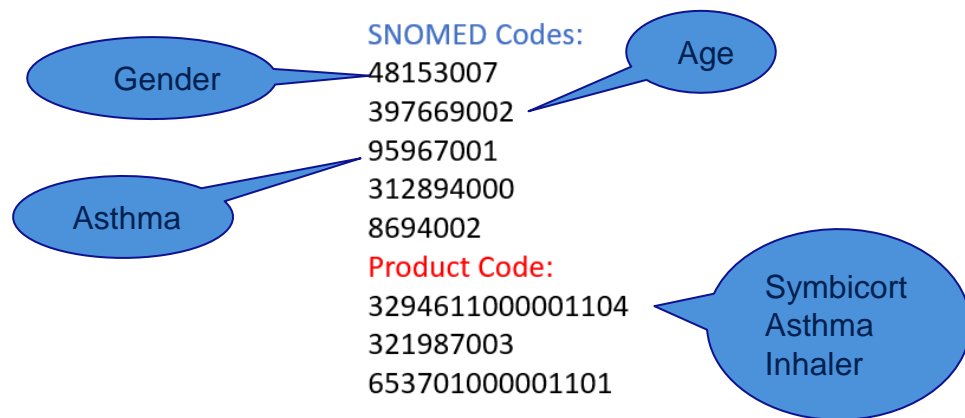 SNOMED Codes:
Gender
48153007
Age
397669002
95967001
Asthma
312894000
8694002
Product Code:
3294611000001104
Symbicort
Asthma
Inhaler
321987003
653701000001101